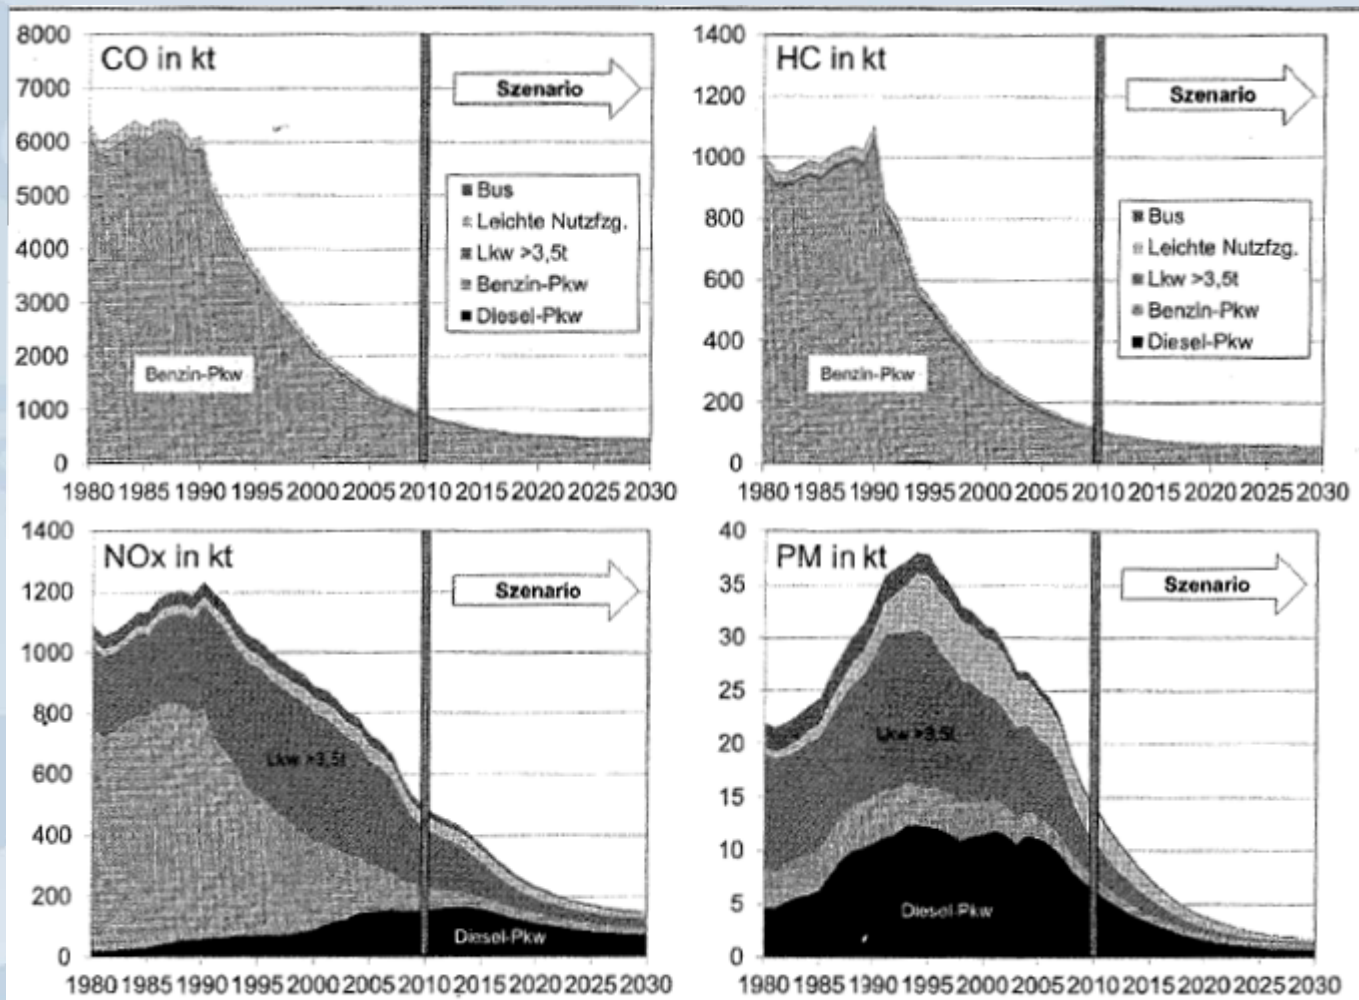 CO in kt
8000
7000
6000
5000
4000
3000
2000
1000
0
Szenario
Bus
Leichte Nutzfzg.
Lkw >3,5t
Benzin-Pkw
Diesel-Pkw
Benzin-Pkw
1980 1985 1990 1995 2000 2005 2010 2015 2020 2025 2030
HC in kt
1400
1200
1000
800
600
400
200
0
Szenario
Bus
Leichte Nutzfzg.
Lkw >3,5t
Benzin-Pkw
Diesel-Pkw
Benzin-Pkw
1980 1985 1990 1995 2000 2005 2010 2015 2020 2025 2030
NOx in kt
1400
1200
1000
800
600
400
200
0
Szenario
Lkw >3,5t
Diesel-Pkw
1980 1985 1990 1995 2000 2005 2010 2015 2020 2025 2030
PM in kt
40
35
30
25
20
15
10
5
0
Szenario
Lkw >3,5t
Diesel-Pkw
1980 1985 1990 1995 2000 2005 2010 2015 2020 2025 2030